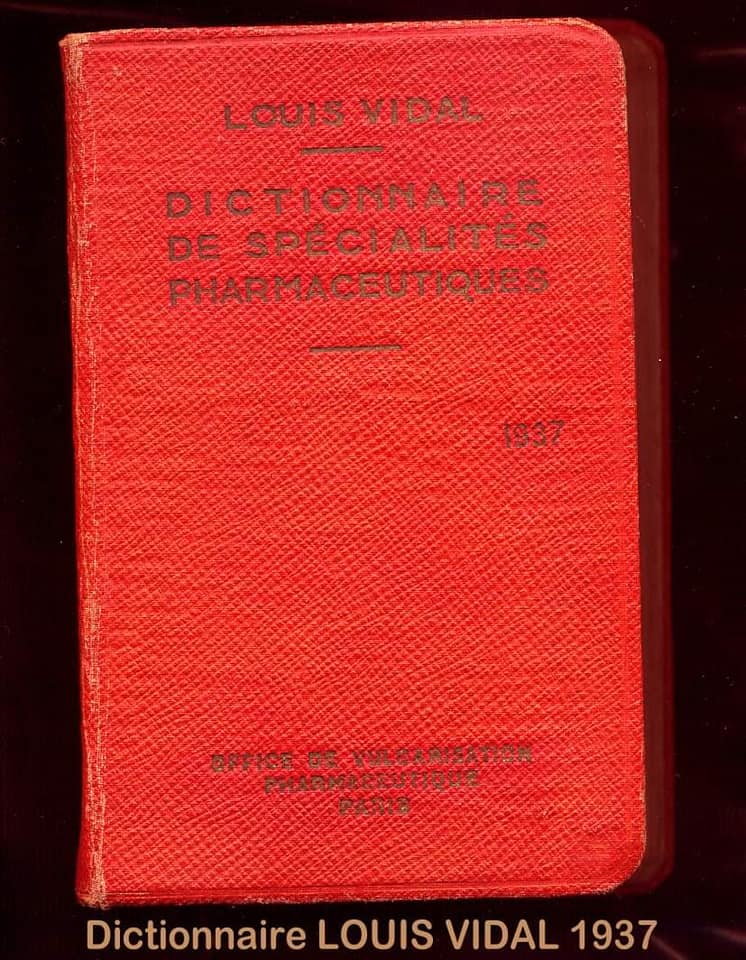 LOUIS VIDAL
DICTIONNAIRE
DE SPÉCIALITÉS
PHARMACEUTIQUES
1937
OFFICE DE VULGARISATION
PHARMACEUTIQUE
PARIS
Dictionnaire LOUIS VIDAL 1937